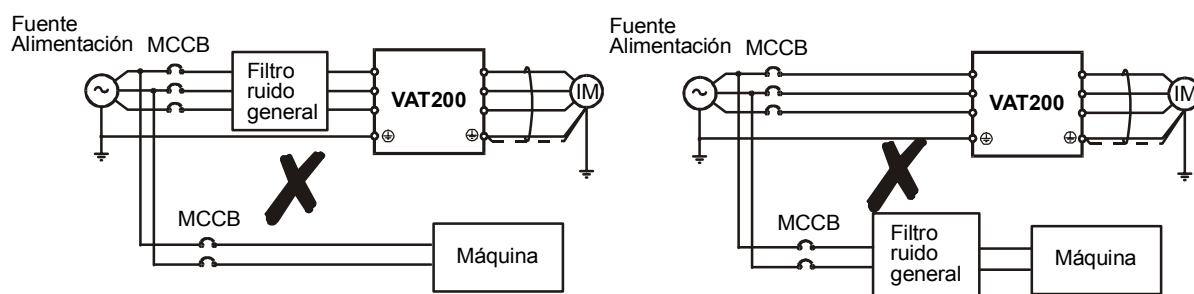 Fuente
Alimentación
MCCB
Filtro
ruido
general
VAT200
IM
~
MCCB
Máquina
Fuente
Alimentación
MCCB
VAT200
IM
~
MCCB
Filtro
ruido
general
Máquina